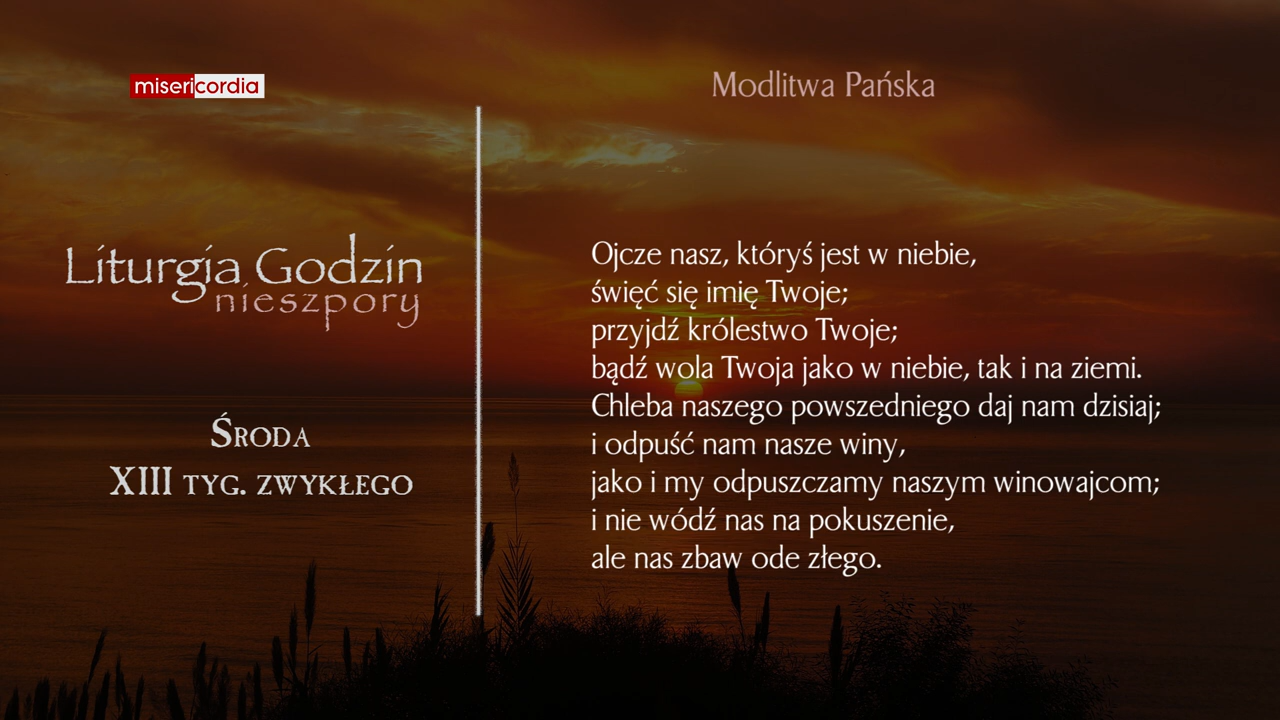 misericordia
Liturgia Godzin
nieszpory
Środa
XIII tyg. zwykłego
Modlitwa Pańska
Ojcze nasz, któryś jest w niebie,
święć się imię Twoje;
przyjdź królestwo Twoje;
bądź wola Twoja jako w niebie, tak i na ziemi.
Chleba naszego powszedniego daj nam dzisiaj;
i odpuść nam nasze winy,
jako i my odpuszczamy naszym winowajcom;
i nie wódź nas na pokuszenie,
ale nas zbaw ode złego.